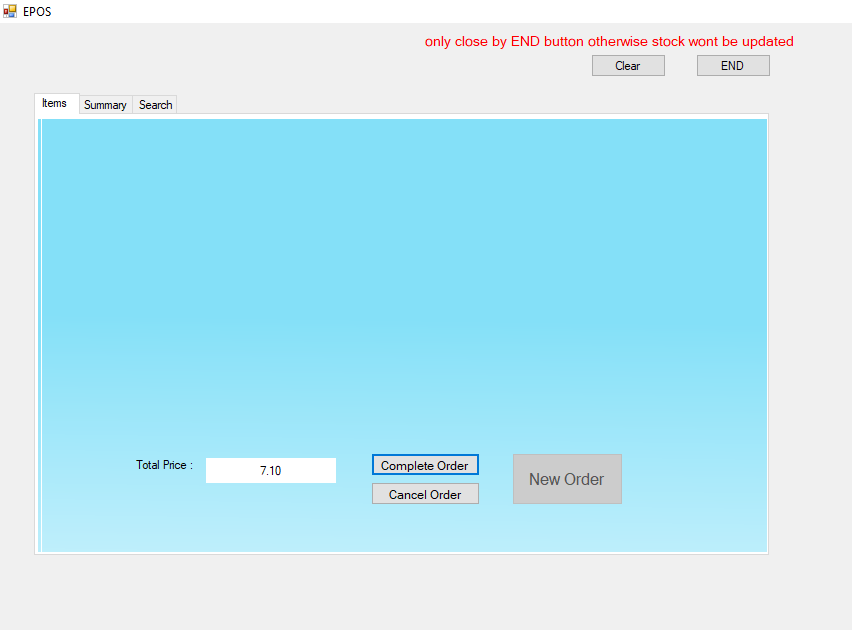 EPOS
only close by END button otherwise stock wont be updated
Clear END
Items Summary Search
Total Price : 7.10 Complete Order
Cancel Order
New Order